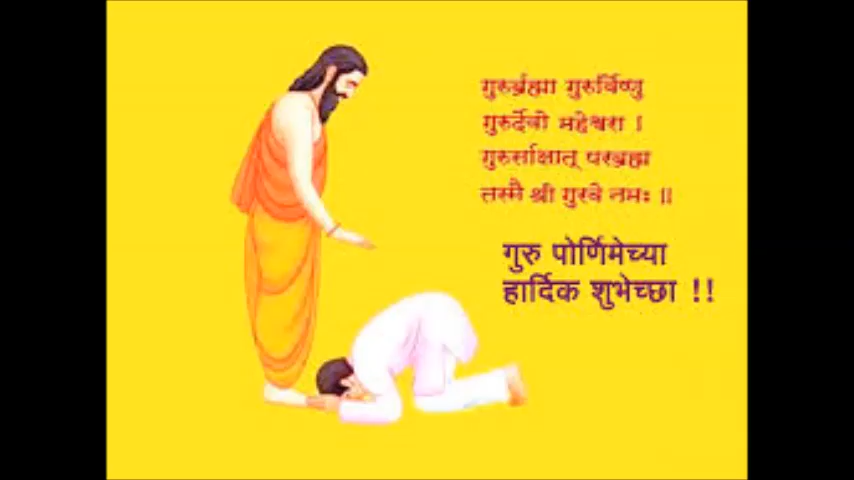 गुरुर्ब्रह्मा गुरुर्विष्णु
गुरुर्देवो महेश्वरा ।
गुरुर्साक्षात् परब्रह्म
तस्मै श्री गुरवे नमः ॥
गुरु पोर्णिमेच्या
हार्दिक शुभेच्छा !!